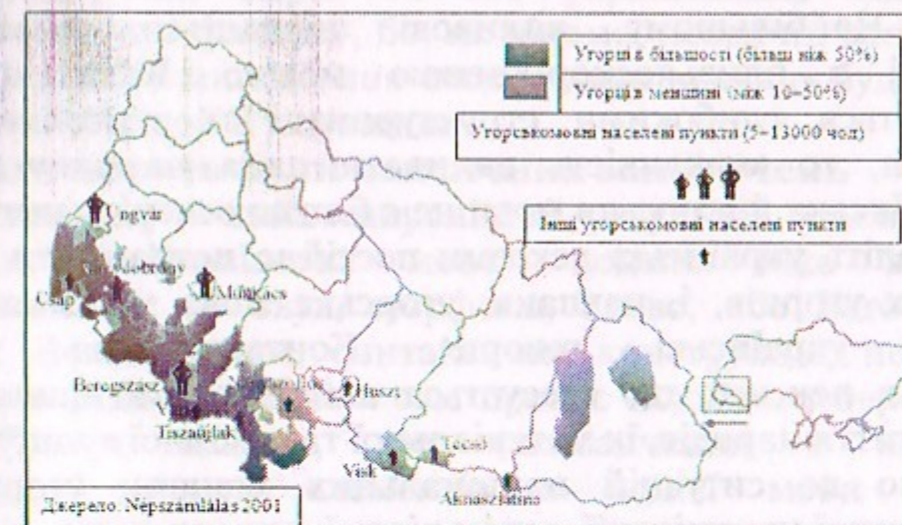 Угорці в більшості (більш ніж 50%)
Угорці в меншині (між 10–50%)
Угорськомовні населені пункти (5–13000 чол)
Інші угорськомовні населені пункти
Ungvár
Csap
Munkács
Beregszász
Huszt
Tiszaújlak
Visk
Aknaszlatina
Джерело: Népszámlálás 2001